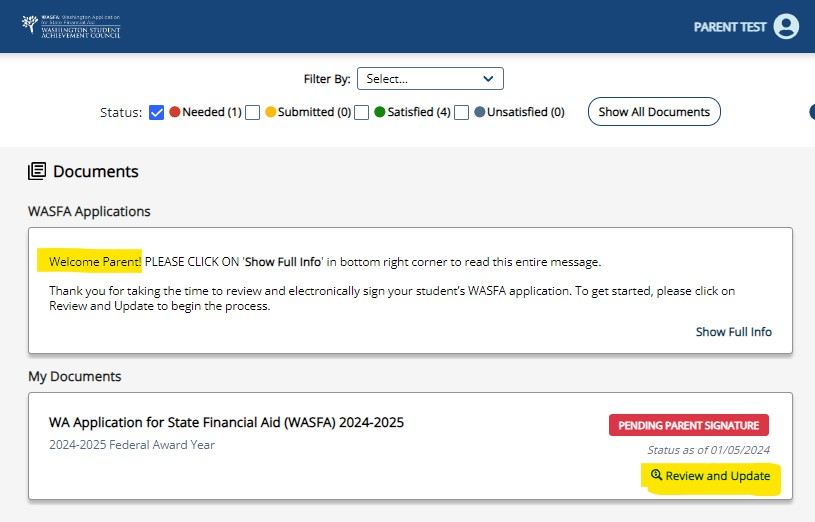 WASFA: Washington Application
for State Financial Aid
WASHINGTON STUDENT
ACHIEVEMENT COUNCIL
PARENT TEST
Filter By: Select...
Status: Needed (1) Submitted (0) Satisfied (4) Unsatisfied (0) Show All Documents
Documents
WASFA Applications
Welcome Parent! PLEASE CLICK ON 'Show Full Info' in bottom right corner to read this entire message.
Thank you for taking the time to review and electronically sign your student's WASFA application. To get started, please click on
Review and Update to begin the process.
Show Full Info
My Documents
WA Application for State Financial Aid (WASFA) 2024-2025
PENDING PARENT SIGNATURE
2024-2025 Federal Award Year
Status as of 01/05/2024
Review and Update